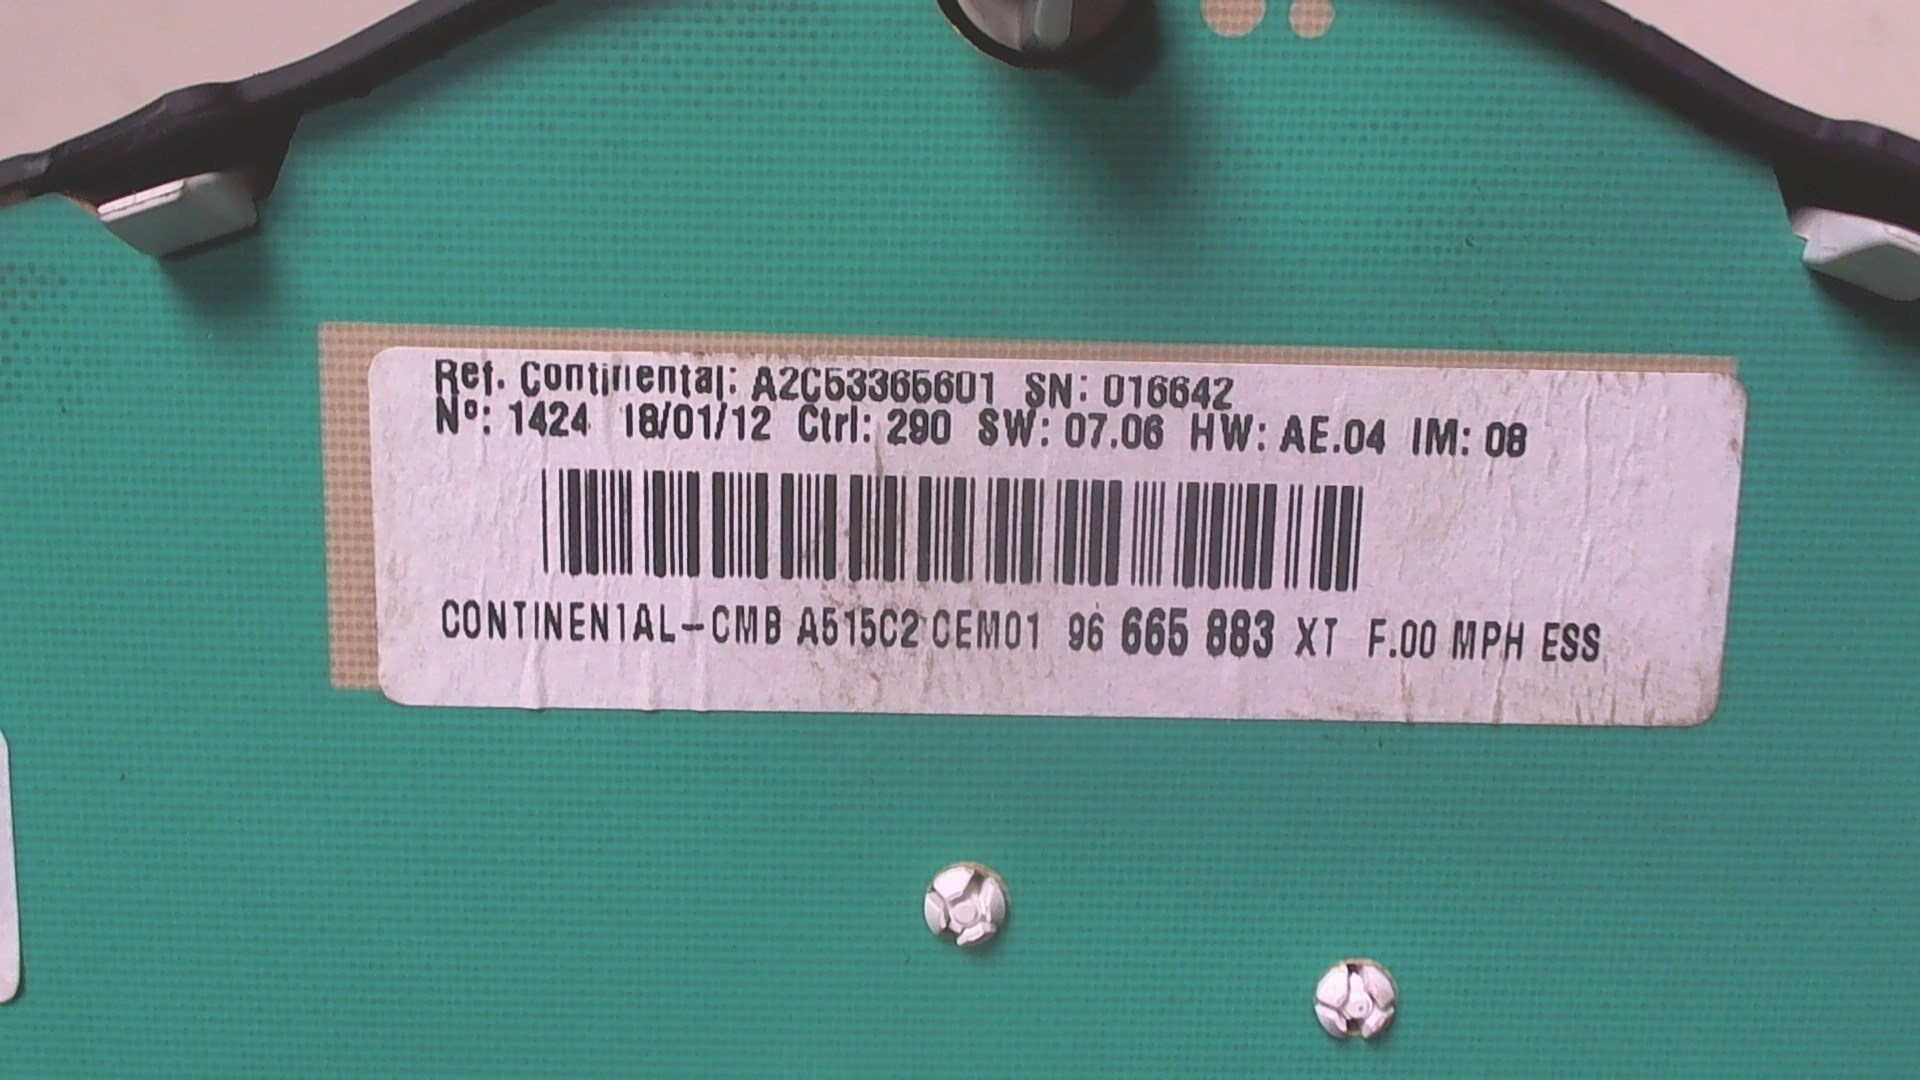 Ref. Continental: A2C53365601 SN: 016642
Nº: 1424 18/01/12 Ctrl: 290 SW: 07.06 HW: AE.04 IM: 08
CONTINENTAL-CMB A515C2 CEM01 96 665 883 XT F.00 MPH ESS